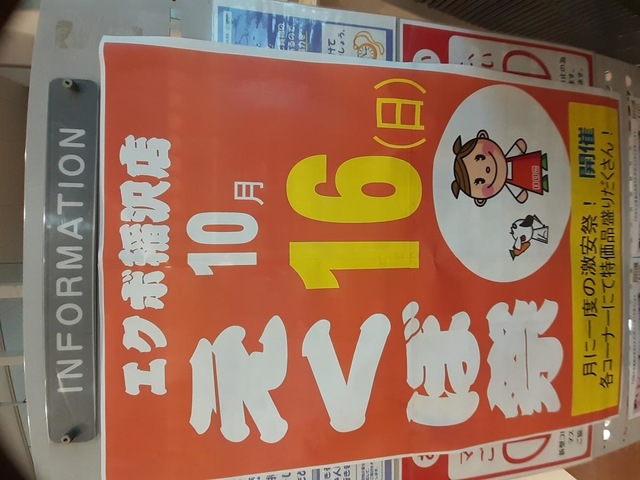 INFORMATION
エクボ稲沢店
10月
16(日)
えくぼ祭
月に一度の激安祭！開催
各コーナーにて特価品盛りだくさん！